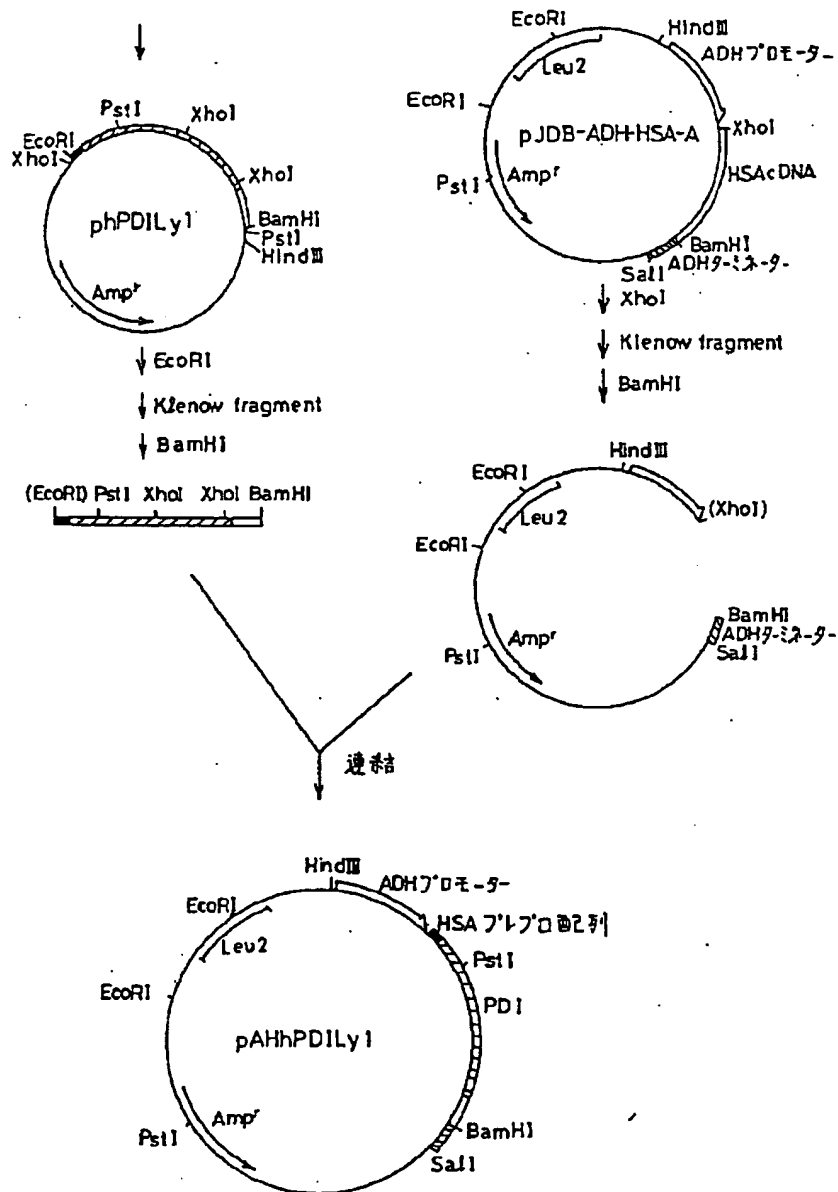 PstI
XhoI
EcoRI
XhoI
XhoI
phPDILy1
BamHI
PstI
HindIII
Ampr
EcoRI
Klenow fragment
BamHI
(EcoRI) PstI XhoI XhoI BamHI
EcoRI
HindIII
ADHプロモーター
Leu2
EcoRI
pJDB-ADH-HSA-A
XhoI
Ampr
PstI
HSAcDNA
BamHI
SalI
ADHターミネーター
XhoI
Klenow fragment
BamHI
HindIII
EcoRI
Leu2
(XhoI)
EcoRI
BamHI
ADHターミネーター
SalI
Ampr
PstI
連結
HindIII
ADHプロモーター
EcoRI
HSAプレプロ配列
Leu2
PstI
EcoRI
PDI
pAHhPDILy1
Ampr
PstI
BamHI
SalI